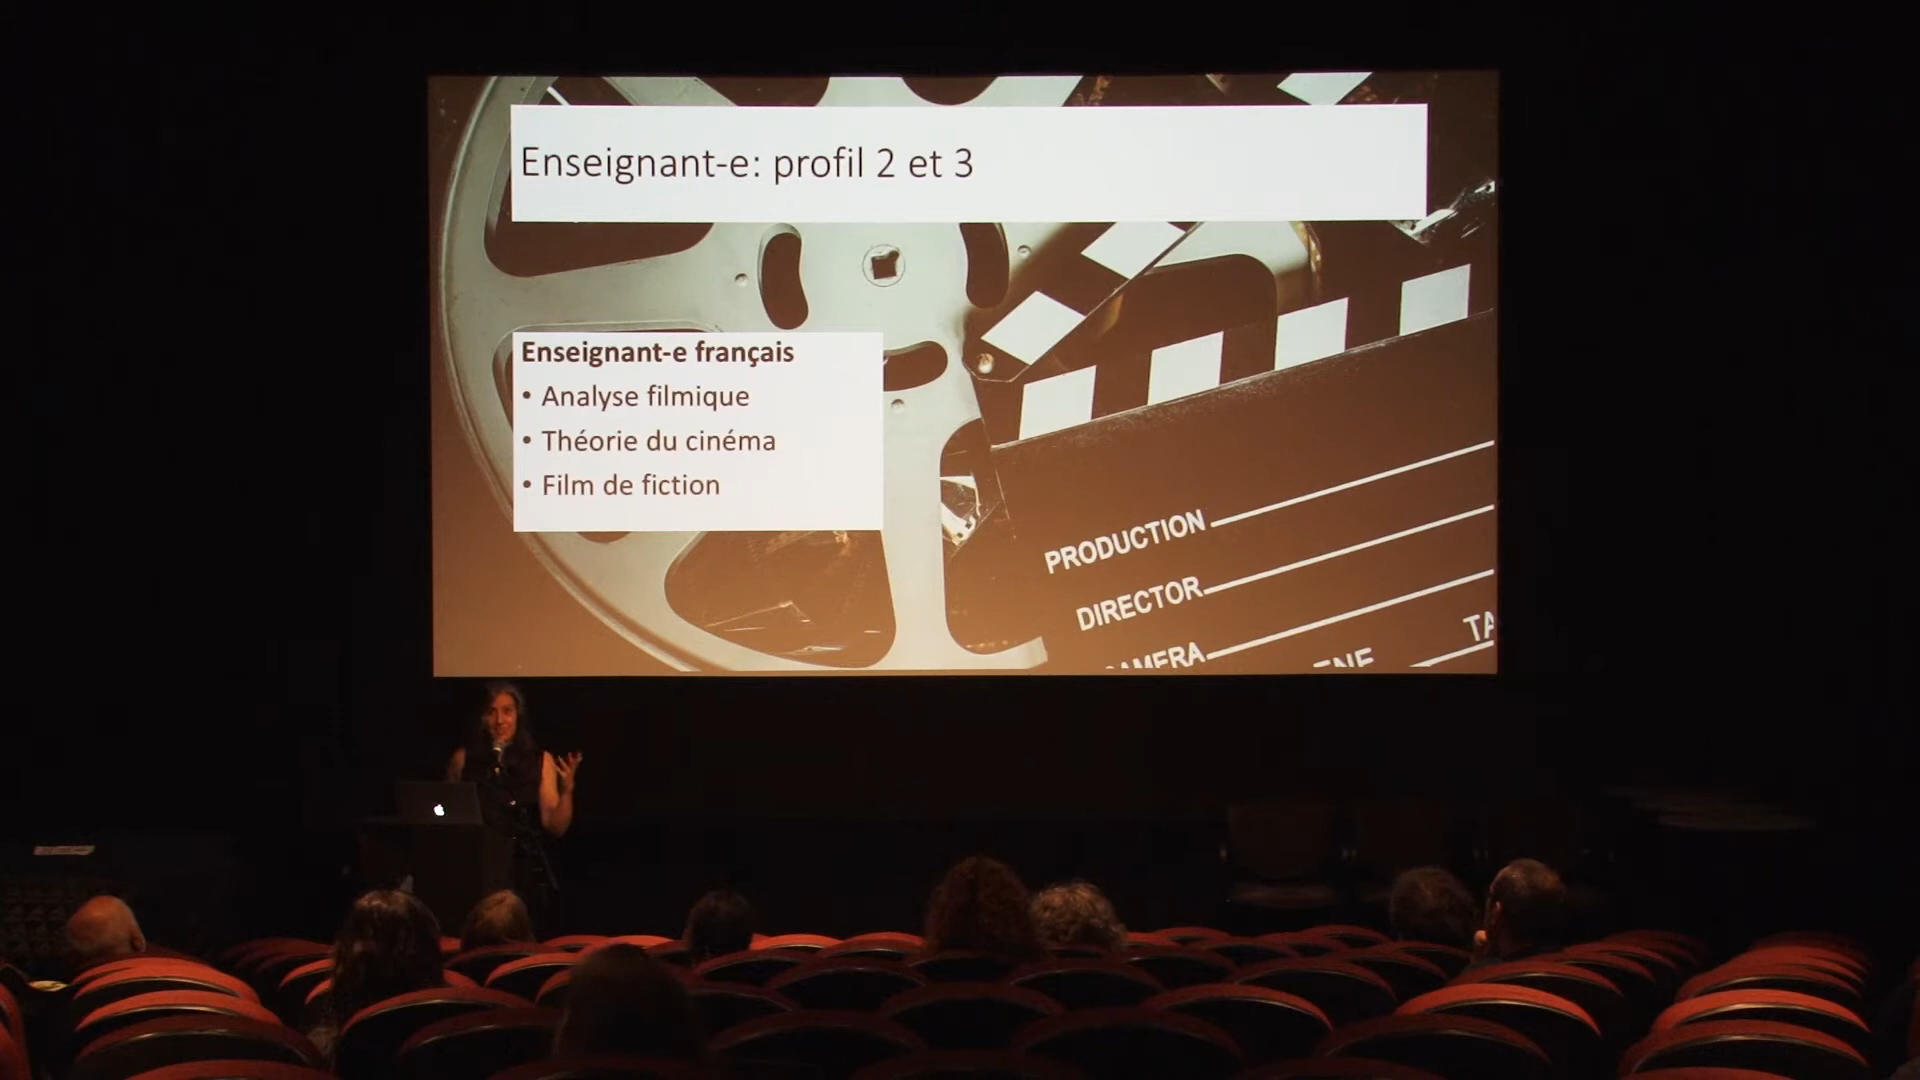 Enseignant-e: profil 2 et 3
Enseignant-e français
• Analyse filmique
• Théorie du cinéma
• Film de fiction
PRODUCTION
DIRECTOR